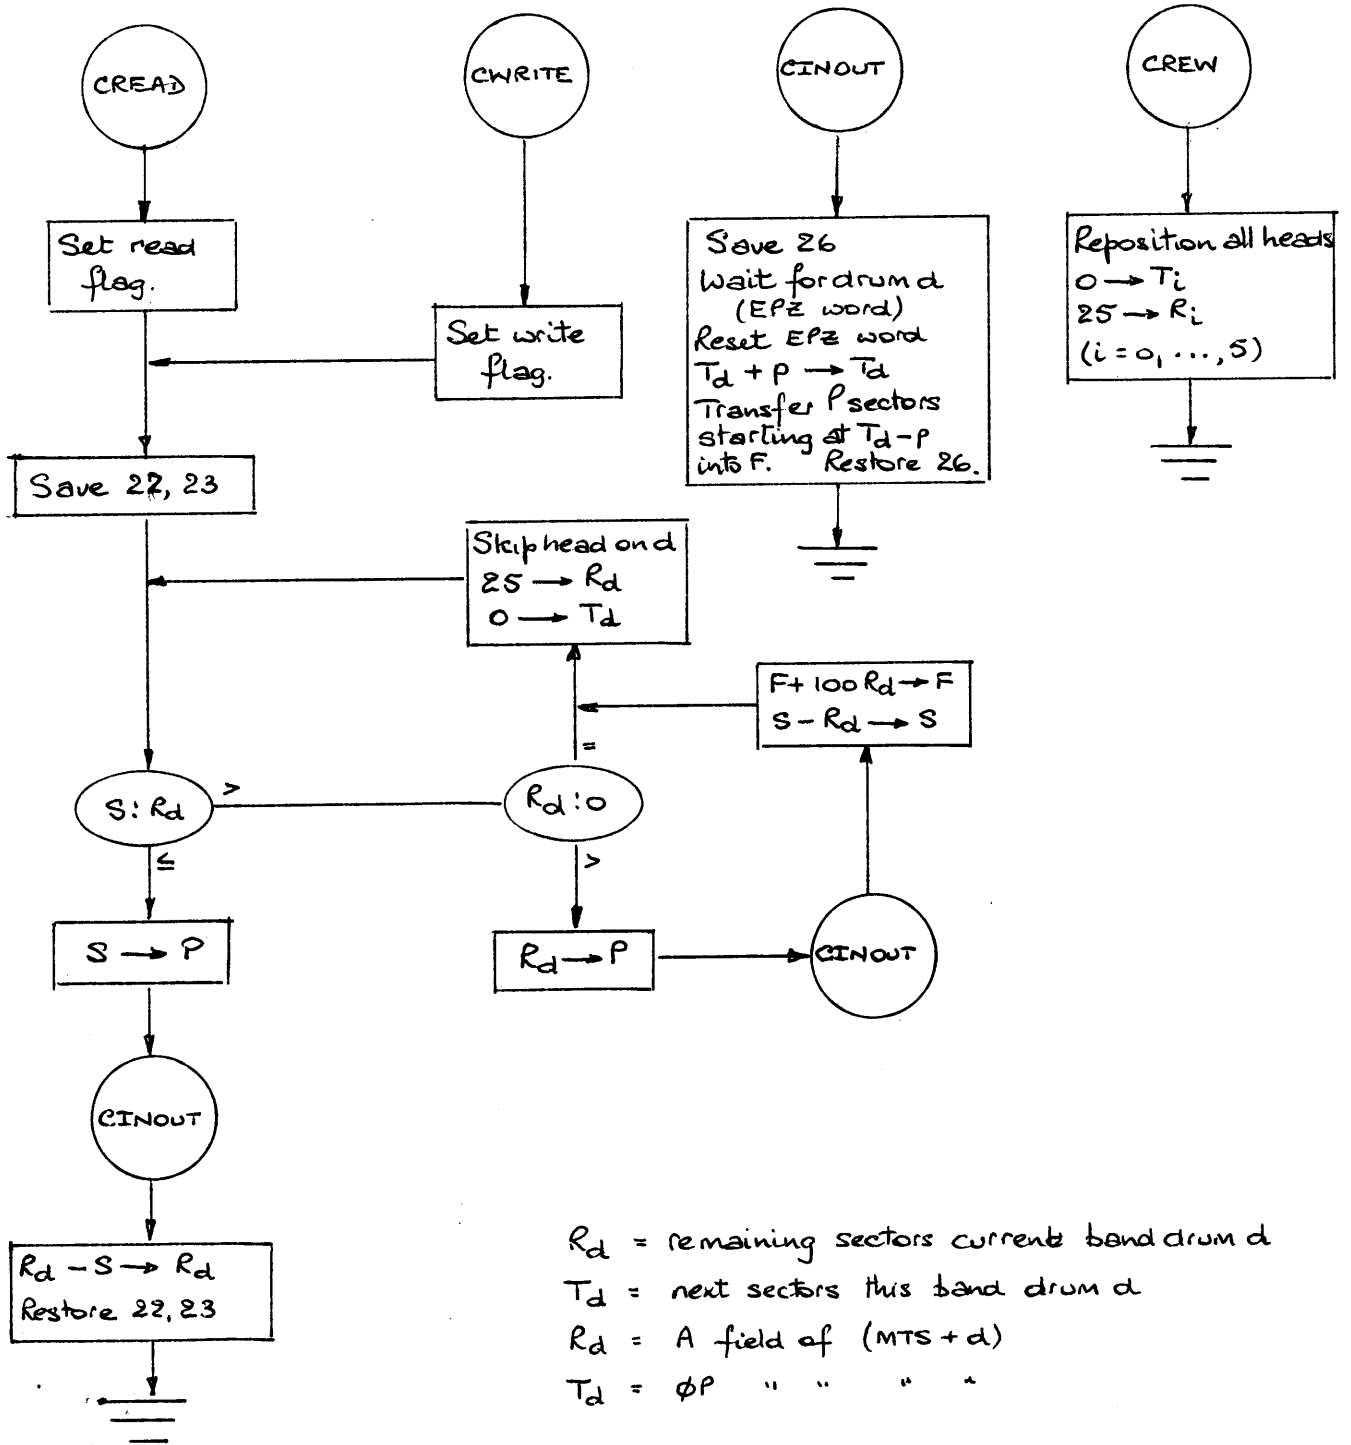 CREAD
CWRITE
CINOUT
CREW
Set read
flag.
Set write
flag.
Save 26
Wait for drum d
(EPZ word)
Reset EPZ word
Td + P → Td
Transfer P sectors
starting at Td-P
into F. Restore 26.
Reposition all heads
0 → Ti
25 → Ri
(i = 0, ..., 5)
Save 22, 23
Skip head on d
25 → Rd
0 → Td
F + 100 Rd → F
S - Rd → S
=
S : Rd
>
Rd : 0
≤
>
S → P
Rd → P
CINOUT
CINOUT
Rd - S → Rd
Restore 22, 23
Rd = remaining sectors current band drum d
Td = next sectors this band drum d
Rd = A field of (MTS + d)
Td = ØP " " " "